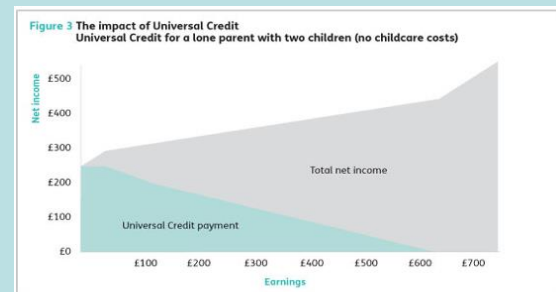 Figure 3 The impact of Universal Credit
Universal Credit for a lone parent with two children (no childcare costs)
Net income
£500
£400
£300
£200
£100
£0
Total net income
Universal Credit payment
£100 £200 £300 £400 £500 £600 £700
Earnings